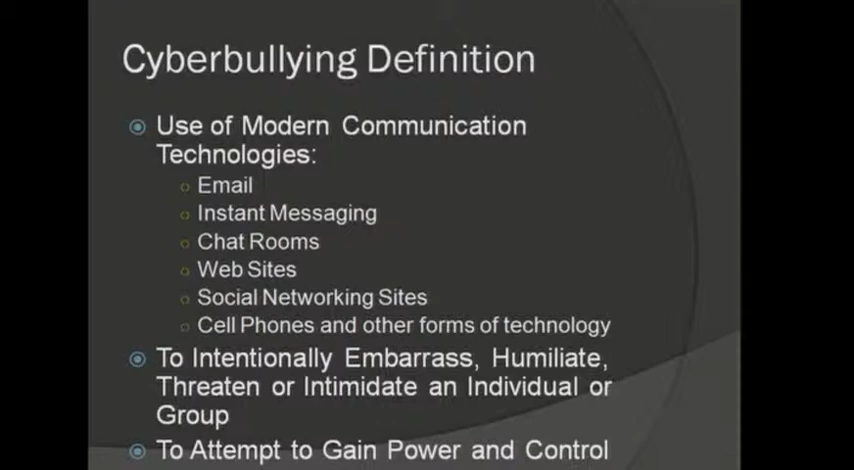 Cyberbullying Definition
Use of Modern Communication
Technologies:
Email
Instant Messaging
Chat Rooms
Web Sites
Social Networking Sites
Cell Phones and other forms of technology
To Intentionally Embarrass, Humiliate,
Threaten or Intimidate an Individual or
Group
To Attempt to Gain Power and Control